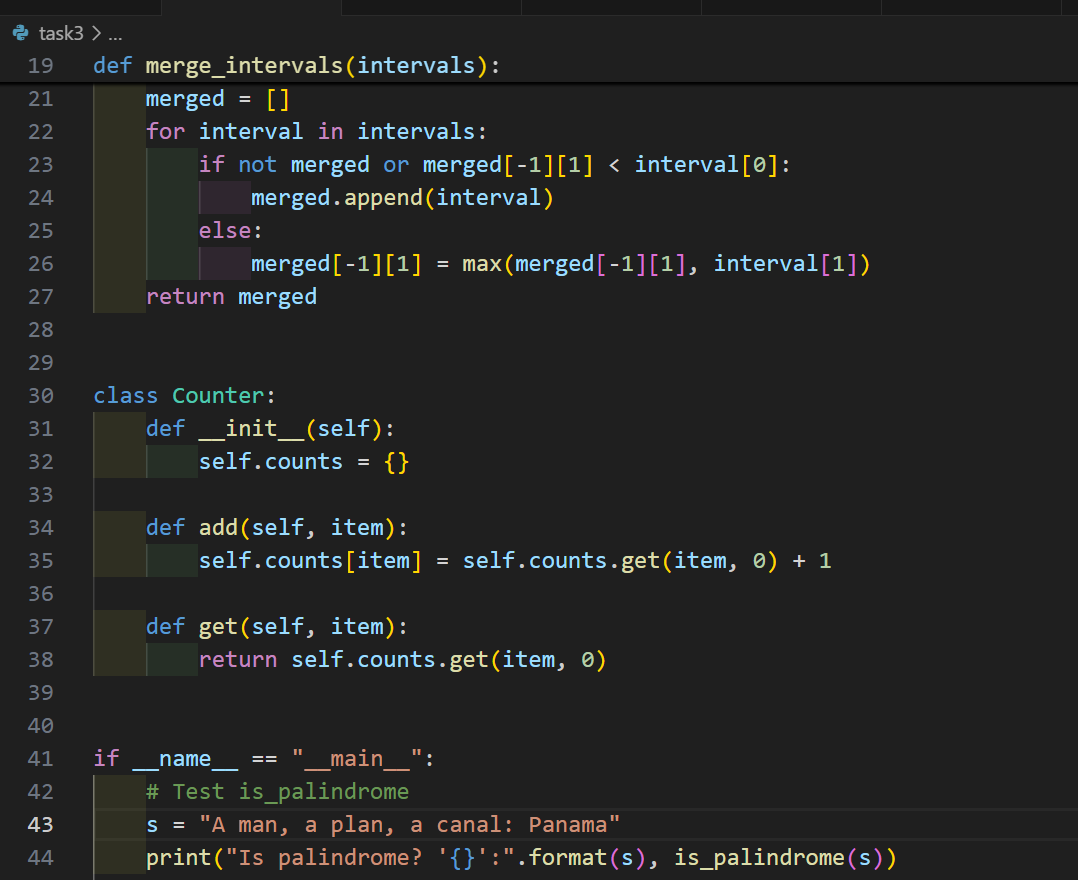 task3 > ...
19 def merge_intervals(intervals):
21     merged = []
22     for interval in intervals:
23         if not merged or merged[-1][1] < interval[0]:
24             merged.append(interval)
25         else:
26             merged[-1][1] = max(merged[-1][1], interval[1])
27     return merged
28
29
30 class Counter:
31     def __init__(self):
32         self.counts = {}
33
34     def add(self, item):
35         self.counts[item] = self.counts.get(item, 0) + 1
36
37     def get(self, item):
38         return self.counts.get(item, 0)
39
40
41 if __name__ == "__main__":
42     # Test is_palindrome
43     s = "A man, a plan, a canal: Panama"
44     print("Is palindrome? '{}':".format(s), is_palindrome(s))